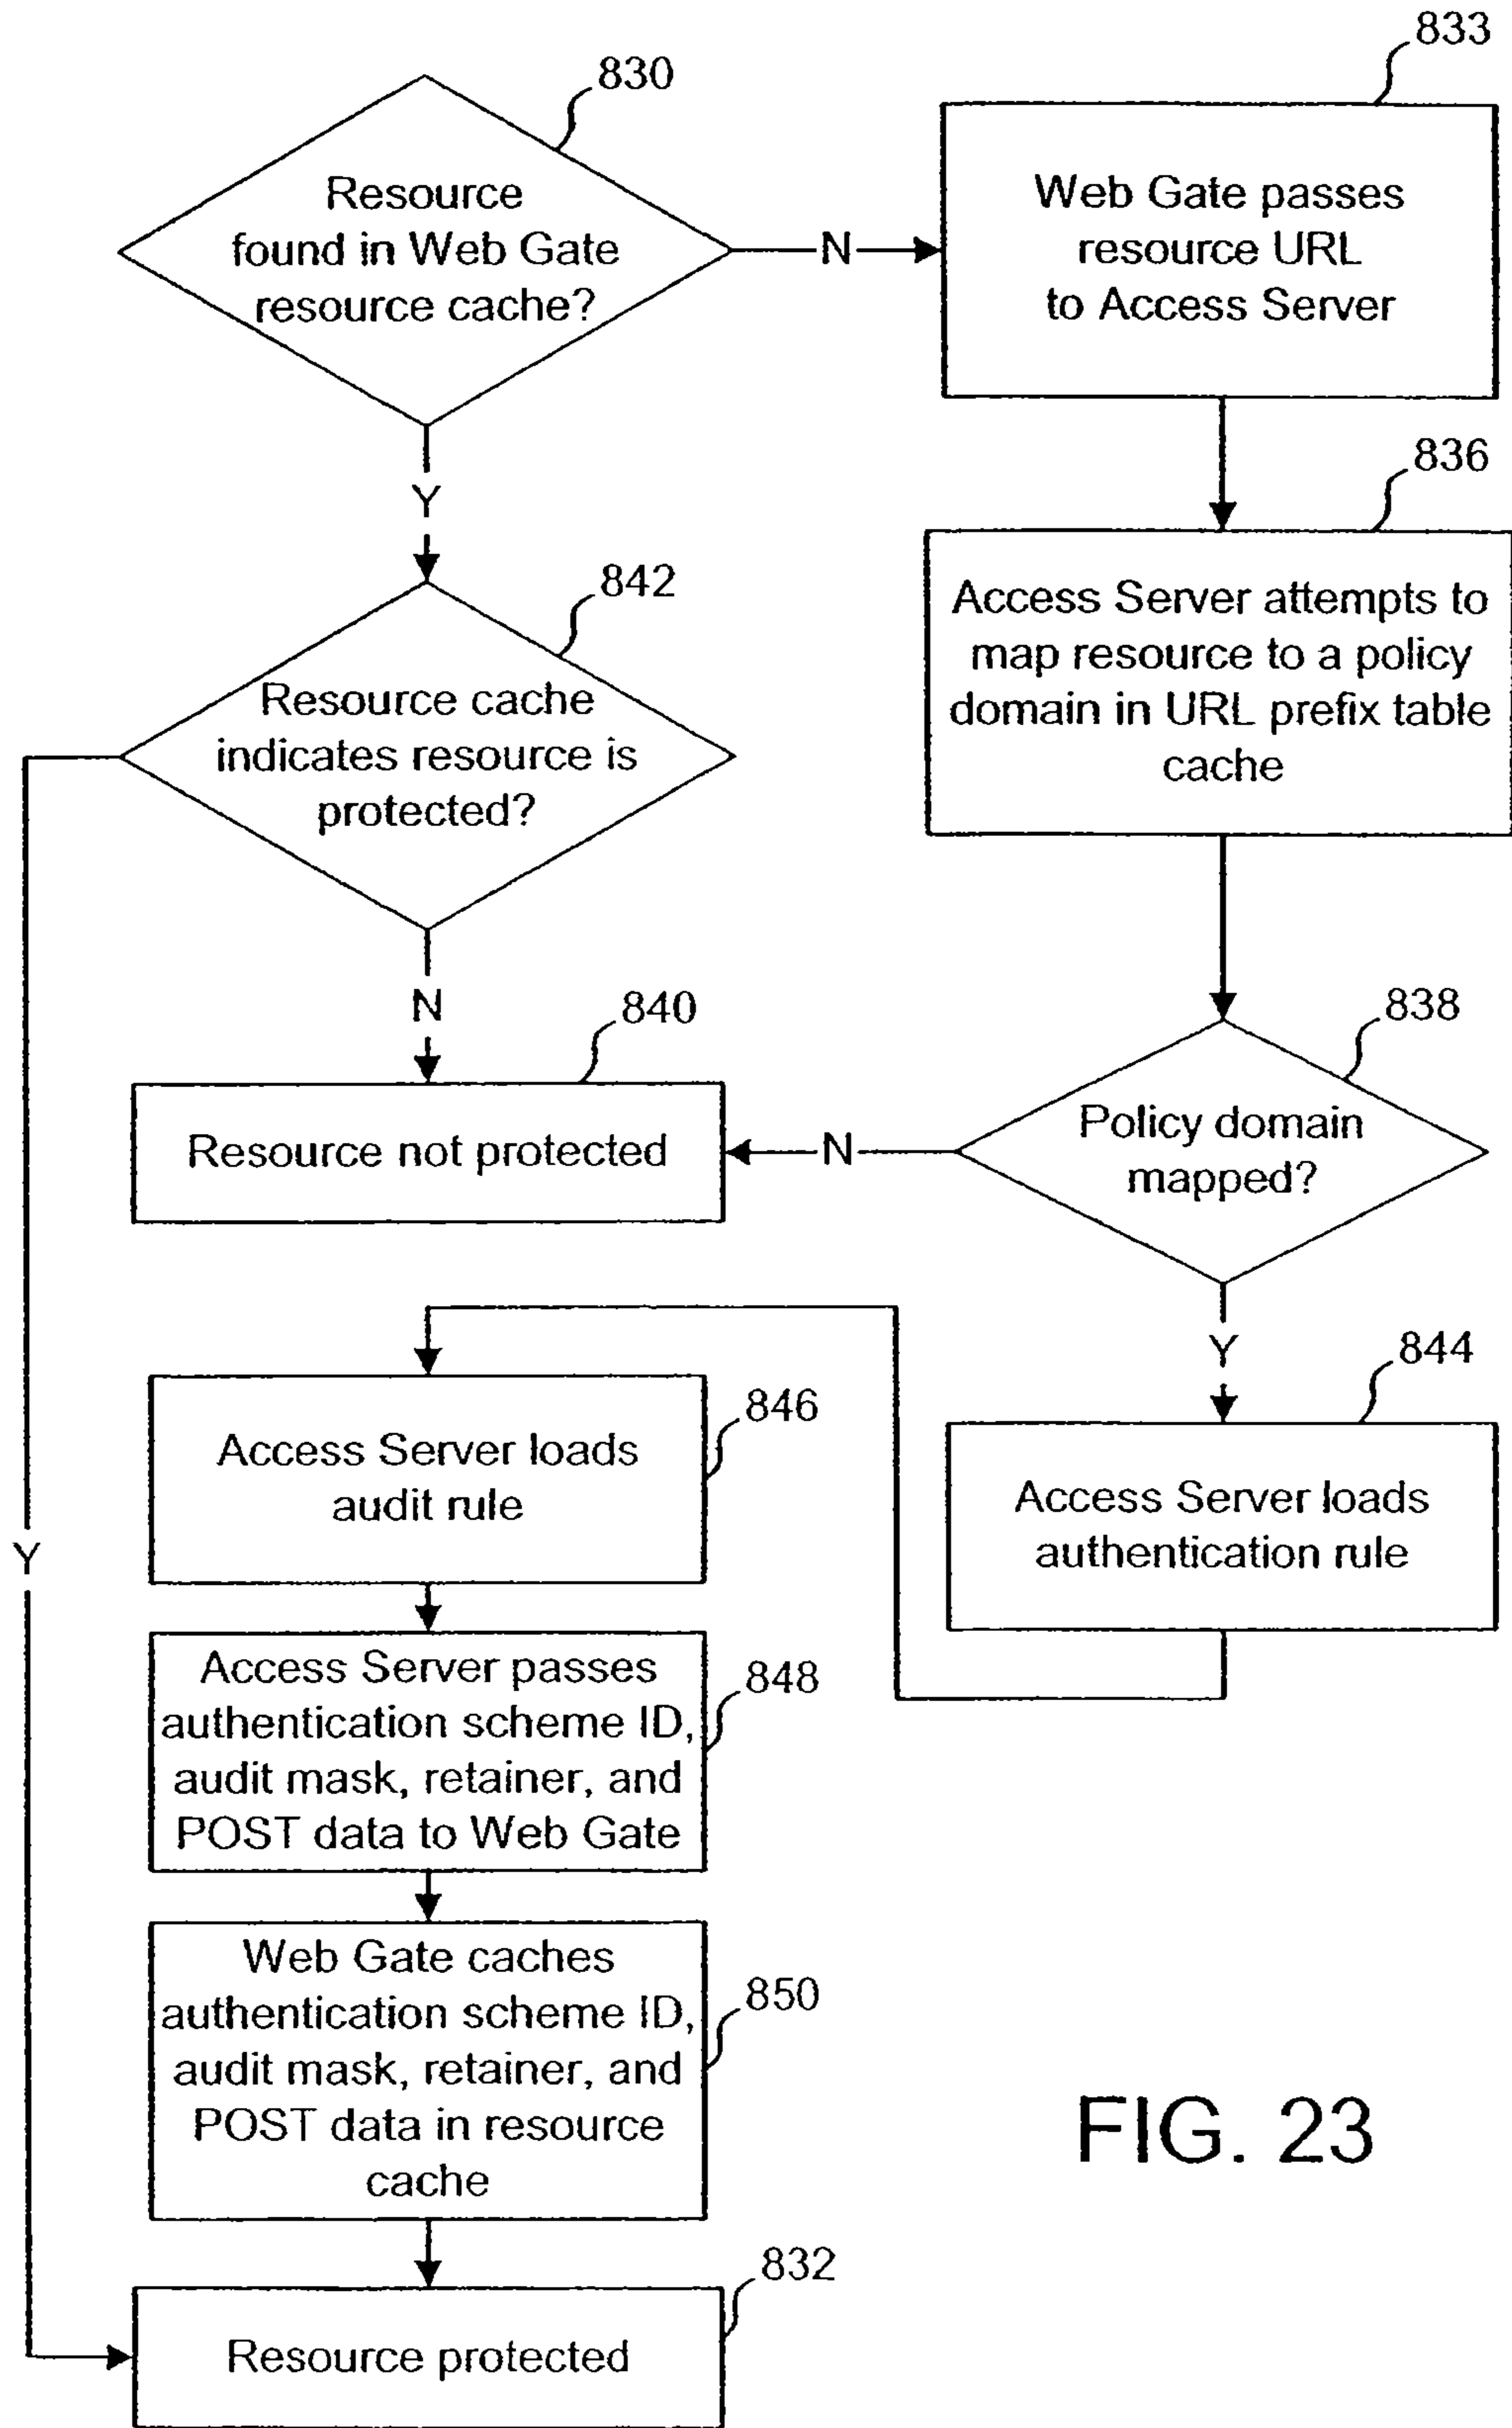 833
830
Resource
found in Web Gate
resource cache?
N
Web Gate passes
resource URL
to Access Server
Y
836
842
Access Server attempts to
map resource to a policy
domain in URL prefix table
cache
Resource cache
indicates resource is
protected?
N
840
838
Resource not protected
N
Policy domain
mapped?
Y
844
846
Access Server loads
audit rule
Access Server loads
authentication rule
Y
Access Server passes
authentication scheme ID,
audit mask, retainer, and
POST data to Web Gate
848
Web Gate caches
authentication scheme ID,
audit mask, retainer, and
POST data in resource
cache
850
FIG. 23
832
Resource protected